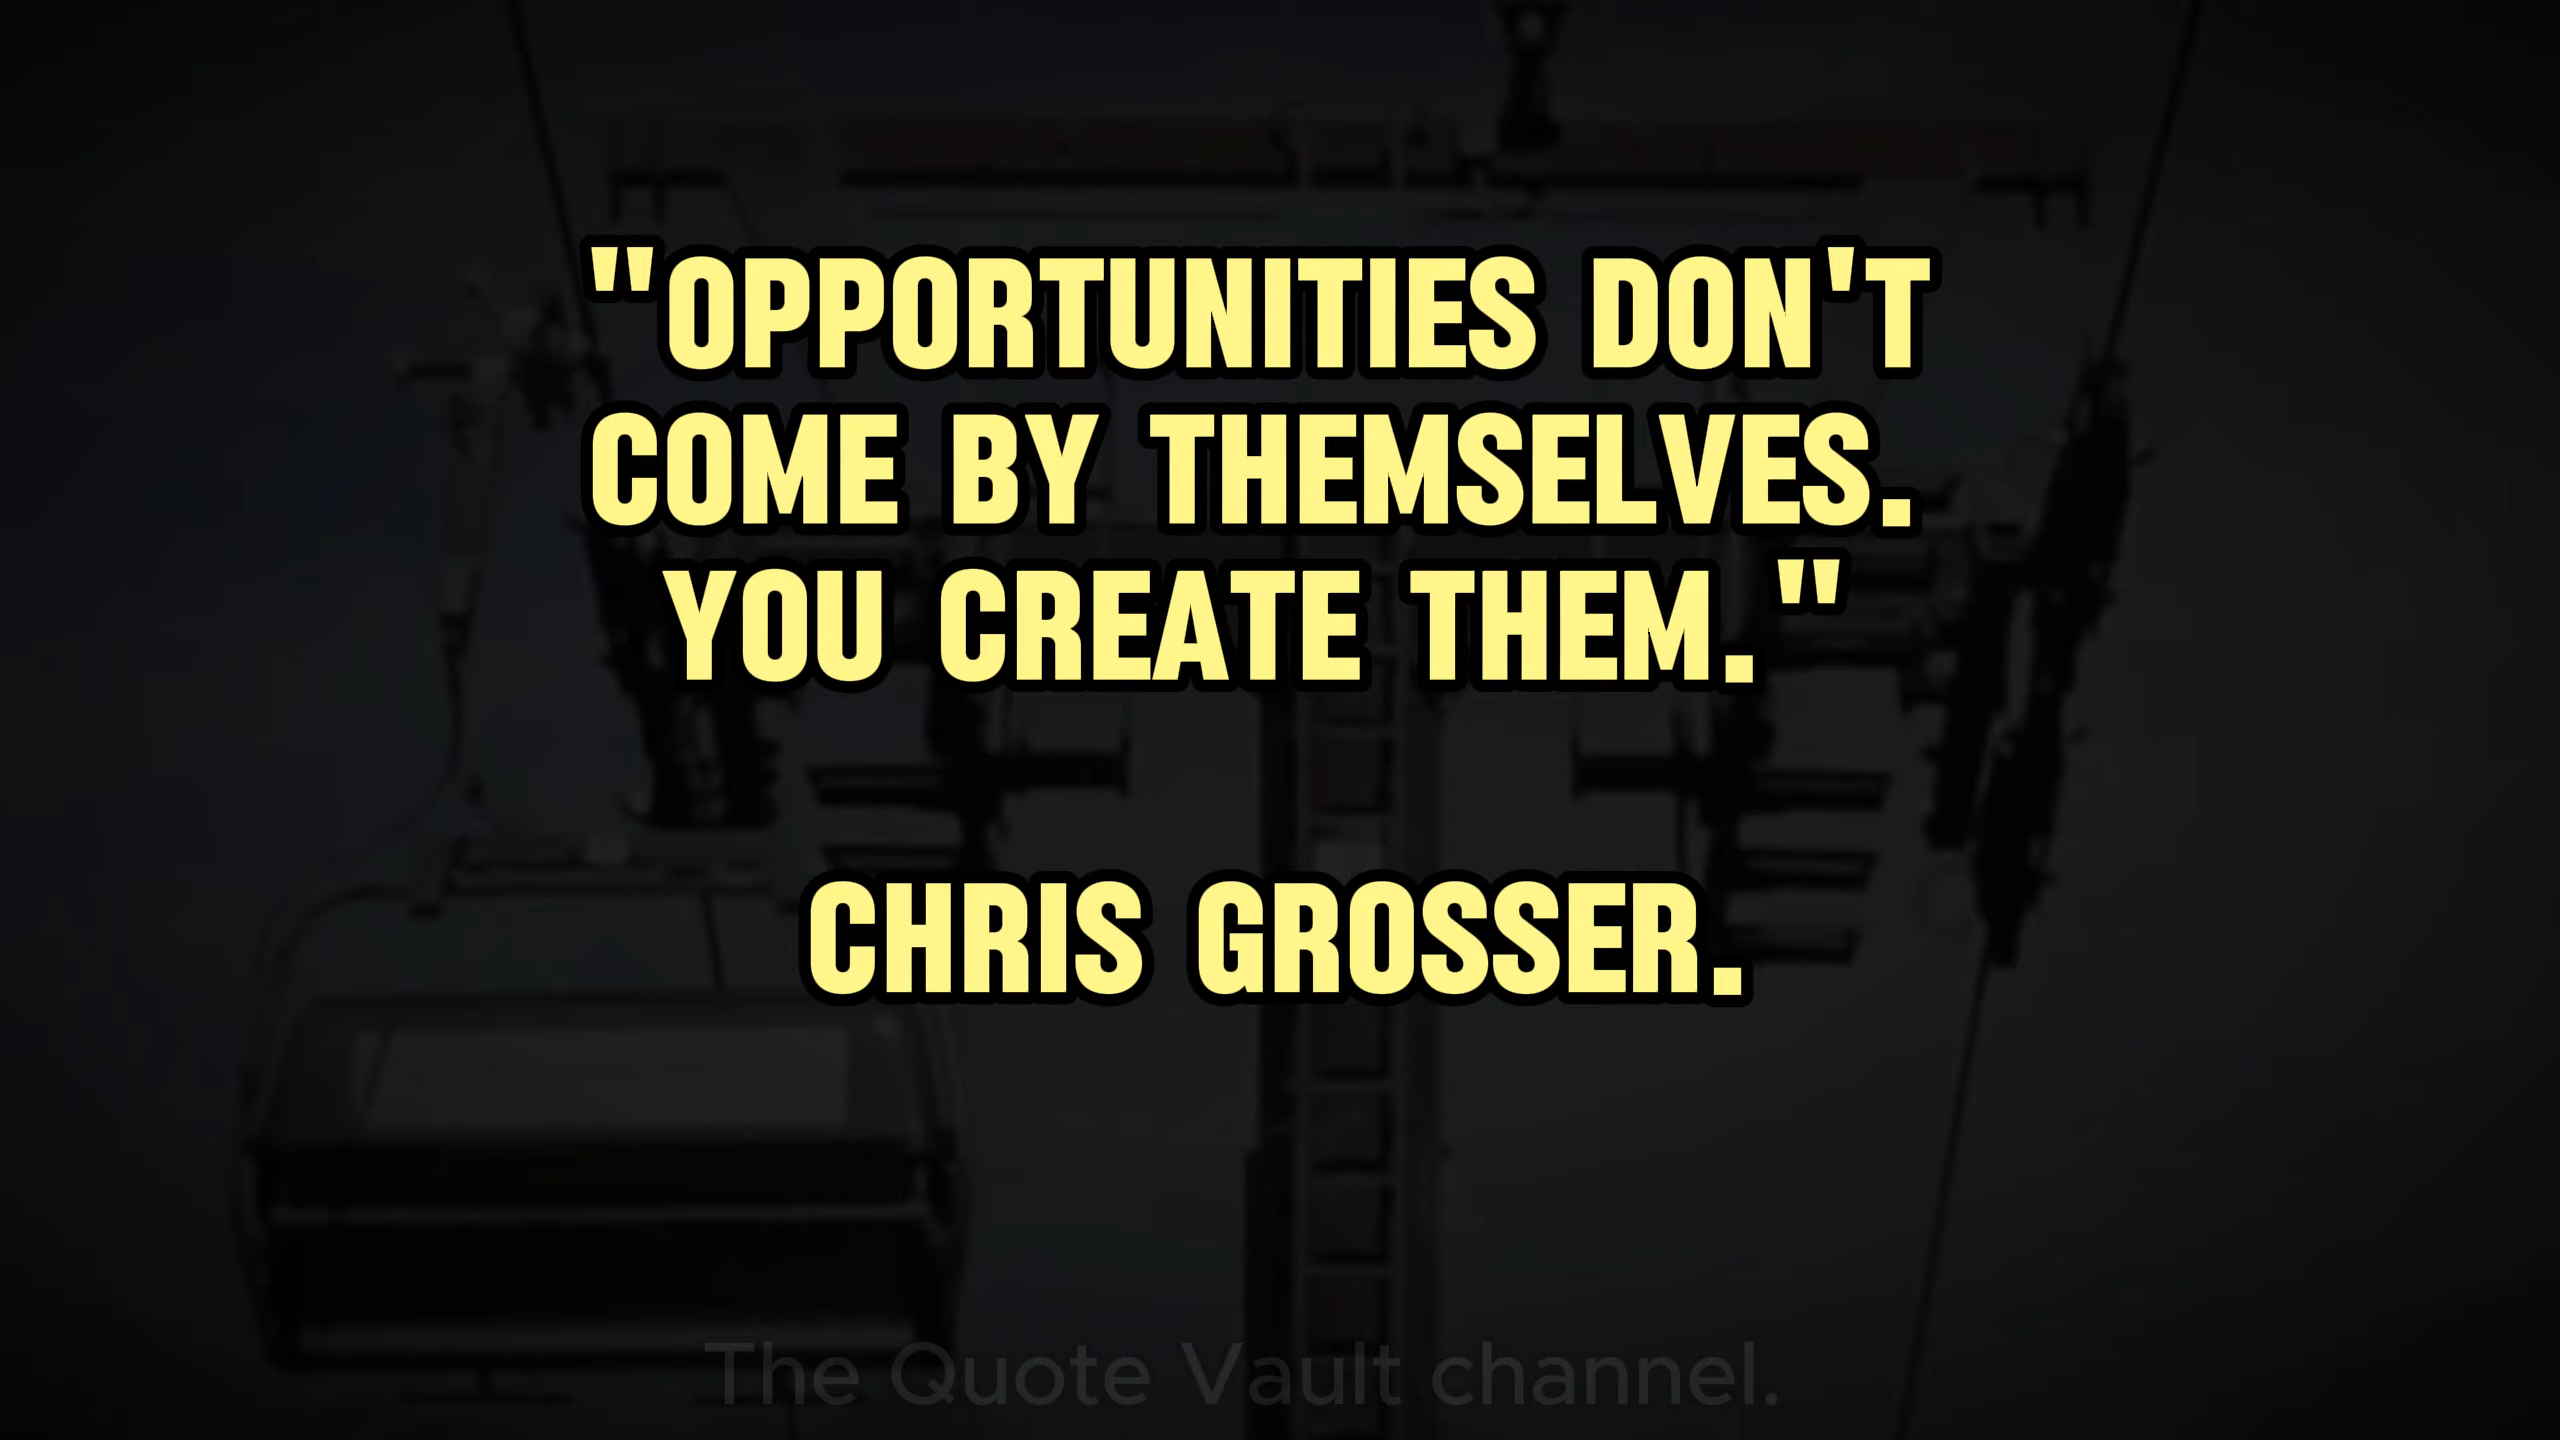 "OPPORTUNITIES DON'T
COME BY THEMSELVES.
YOU CREATE THEM."
CHRIS GROSSER.
The Quote Vault channel.